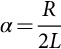 α = R / 2L